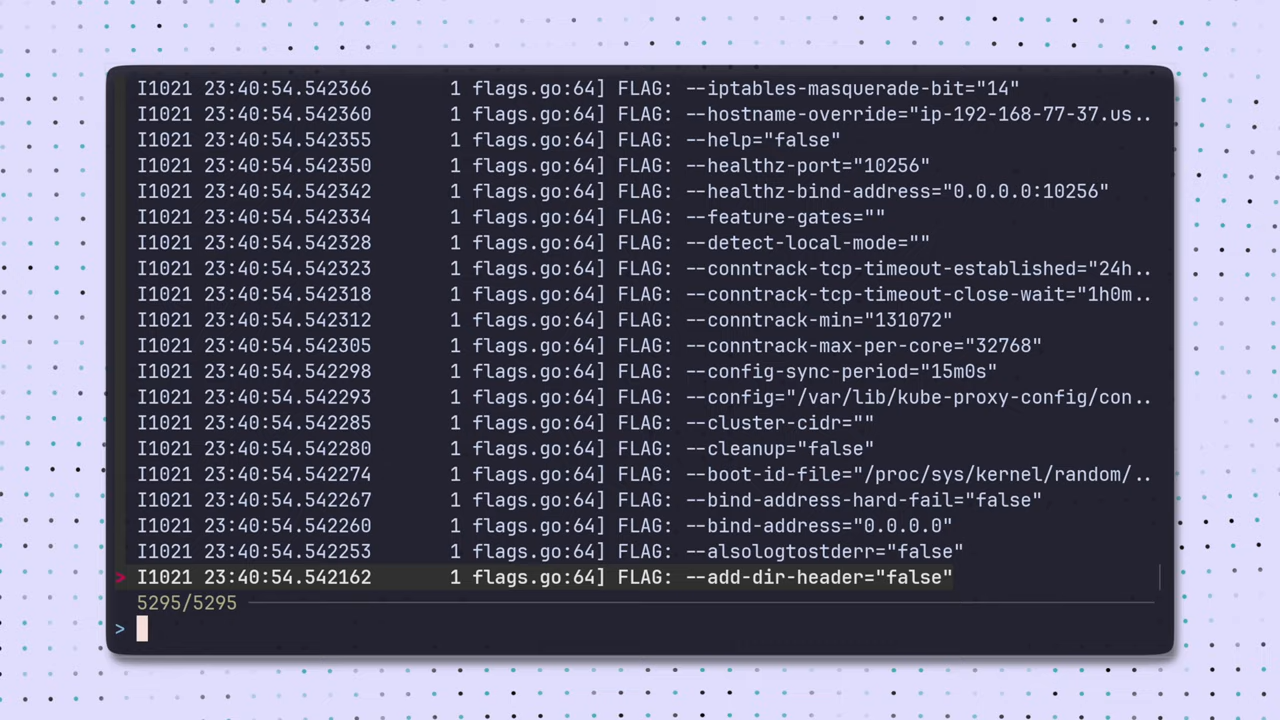 I1021 23:40:54.542366       1 flags.go:64] FLAG: --iptables-masquerade-bit="14"
I1021 23:40:54.542360       1 flags.go:64] FLAG: --hostname-override="ip-192-168-77-37.us..
I1021 23:40:54.542355       1 flags.go:64] FLAG: --help="false"
I1021 23:40:54.542350       1 flags.go:64] FLAG: --healthz-port="10256"
I1021 23:40:54.542342       1 flags.go:64] FLAG: --healthz-bind-address="0.0.0.0:10256"
I1021 23:40:54.542334       1 flags.go:64] FLAG: --feature-gates=""
I1021 23:40:54.542328       1 flags.go:64] FLAG: --detect-local-mode=""
I1021 23:40:54.542323       1 flags.go:64] FLAG: --conntrack-tcp-timeout-established="24h..
I1021 23:40:54.542318       1 flags.go:64] FLAG: --conntrack-tcp-timeout-close-wait="1h0m..
I1021 23:40:54.542312       1 flags.go:64] FLAG: --conntrack-min="131072"
I1021 23:40:54.542305       1 flags.go:64] FLAG: --conntrack-max-per-core="32768"
I1021 23:40:54.542298       1 flags.go:64] FLAG: --config-sync-period="15m0s"
I1021 23:40:54.542293       1 flags.go:64] FLAG: --config="/var/lib/kube-proxy-config/con..
I1021 23:40:54.542285       1 flags.go:64] FLAG: --cluster-cidr=""
I1021 23:40:54.542280       1 flags.go:64] FLAG: --cleanup="false"
I1021 23:40:54.542274       1 flags.go:64] FLAG: --boot-id-file="/proc/sys/kernel/random/..
I1021 23:40:54.542267       1 flags.go:64] FLAG: --bind-address-hard-fail="false"
I1021 23:40:54.542260       1 flags.go:64] FLAG: --bind-address="0.0.0.0"
I1021 23:40:54.542253       1 flags.go:64] FLAG: --alsologtostderr="false"
> I1021 23:40:54.542162       1 flags.go:64] FLAG: --add-dir-header="false"
5295/5295
>